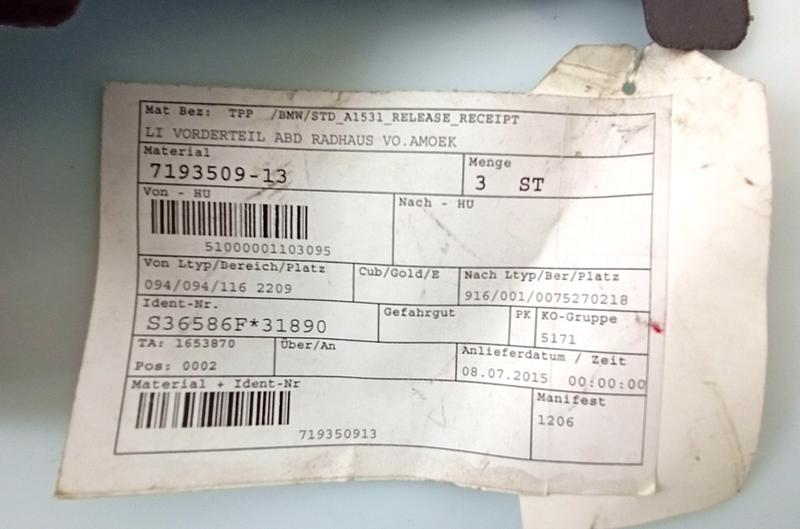 Mat Bez: TPP /BMW/STD_A1531_RELEASE_RECEIPT
LI VORDERTEIL ABD RADHAUS VO.AMOEK
Material
7193509-13
Menge
3 ST
Von - HU
51000001103095
Nach - HU
Von Ltyp/Bereich/Platz
094/094/116 2209
Cub/Gold/E
Nach Ltyp/Ber/Platz
916/001/0075270218
Ident-Nr.
S36586F*31890
Gefahrgut
PK
KO-Gruppe
5171
TA: 1653870
Pos: 0002
Über/An
Anlieferdatum / Zeit
08.07.2015 00:00:00
Material + Ident-Nr
719350913
Manifest
1206